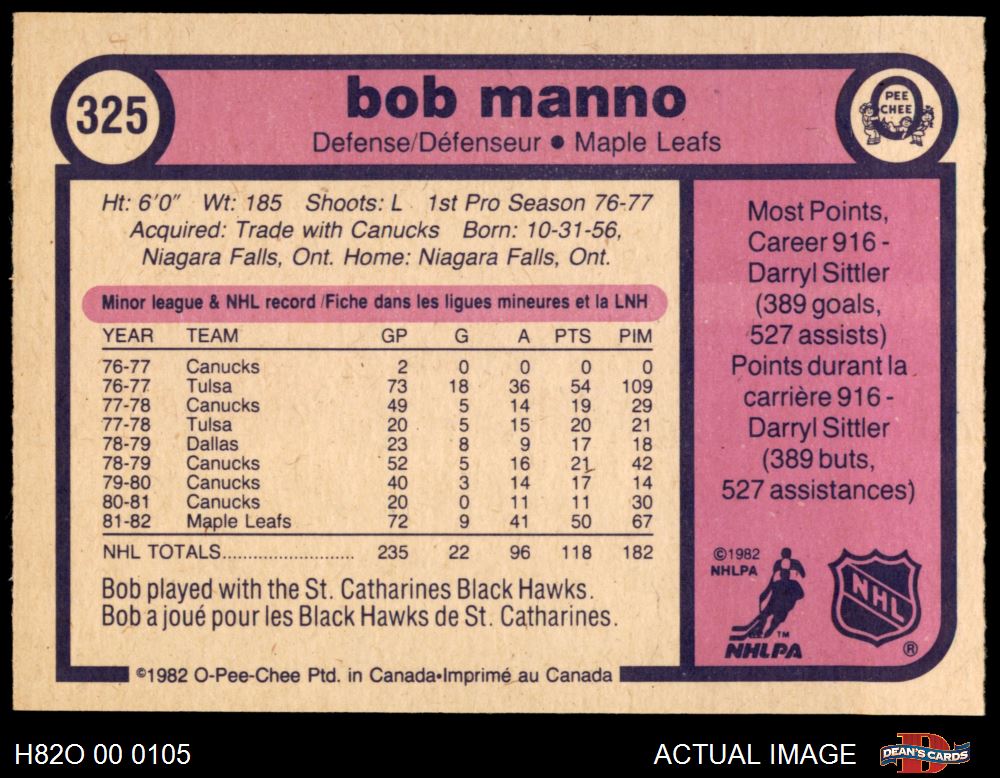 325
bob manno
Defense/Défenseur • Maple Leafs
PEE
CHEE
Ht: 6'0" Wt: 185 Shoots: L 1st Pro Season 76-77
Acquired: Trade with Canucks Born: 10-31-56,
Niagara Falls, Ont. Home: Niagara Falls, Ont.
Minor league & NHL record/Fiche dans les ligues mineures et la LNH
YEAR TEAM GP G A PTS PIM
76-77 Canucks 2 0 0 0 0
76-77 Tulsa 73 18 36 54 109
77-78 Canucks 49 5 14 19 29
77-78 Tulsa 20 5 15 20 21
78-79 Dallas 23 8 9 17 18
78-79 Canucks 52 5 16 21 42
79-80 Canucks 40 3 14 17 14
80-81 Canucks 20 0 11 11 30
81-82 Maple Leafs 72 9 41 50 67
NHL TOTALS........................ 235 22 96 118 182
Bob played with the St. Catharines Black Hawks.
Bob a joué pour les Black Hawks de St. Catharines.
©1982 O-Pee-Chee Ptd. in Canada•Imprimé au Canada
Most Points,
Career 916 -
Darryl Sittler
(389 goals,
527 assists)
Points durant la
carrière 916 -
Darryl Sittler
(389 buts,
527 assistances)
©1982
NHLPA
TM
NHLPA
NHL
®
H82O 00 0105
ACTUAL IMAGE
D
DEAN'S CARDS